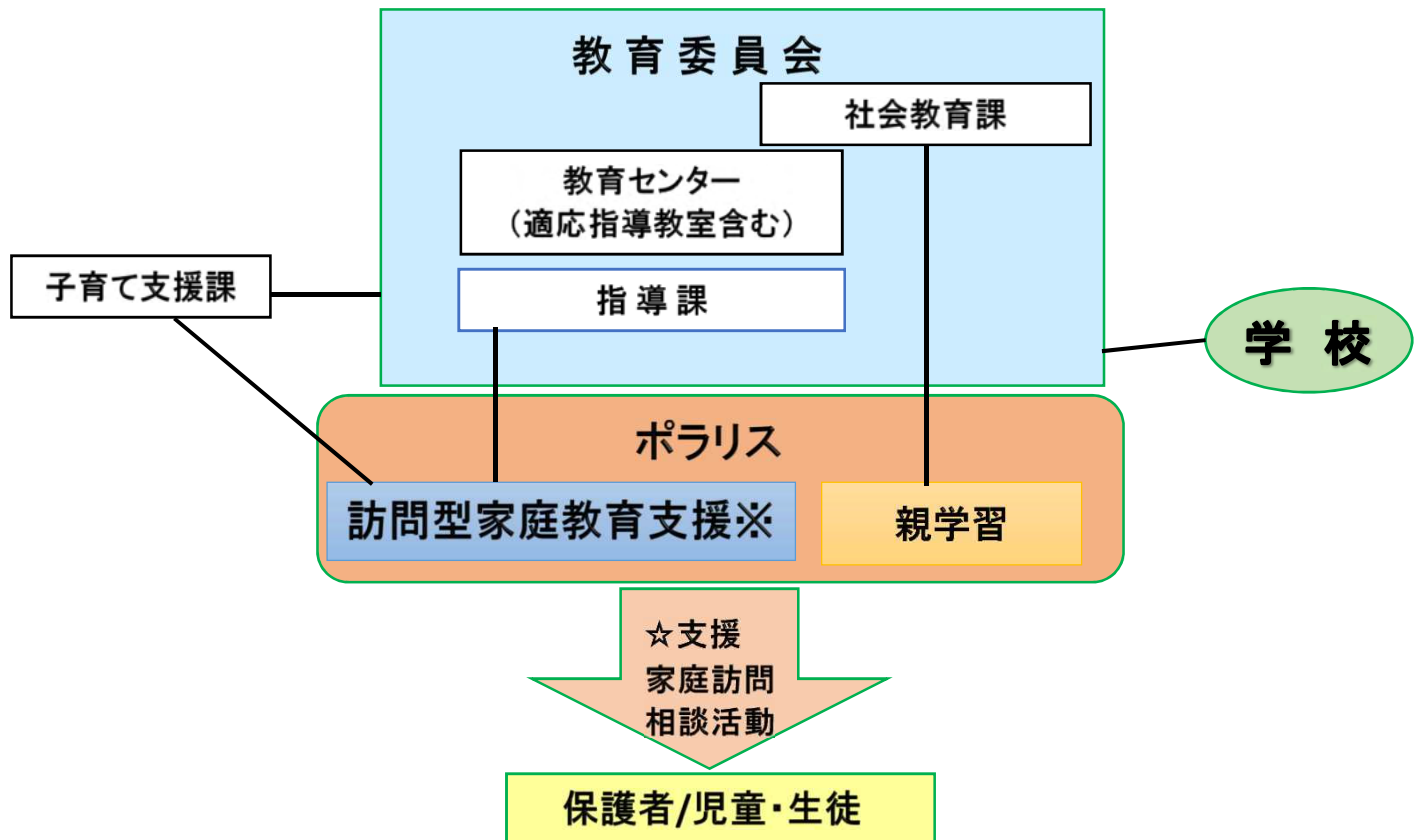 教育委員会
社会教育課
教育センター
（適応指導教室含む）
子育て支援課
指導課
学校
ポラリス
訪問型家庭教育支援※
親学習
☆支援
家庭訪問
相談活動
保護者/児童・生徒